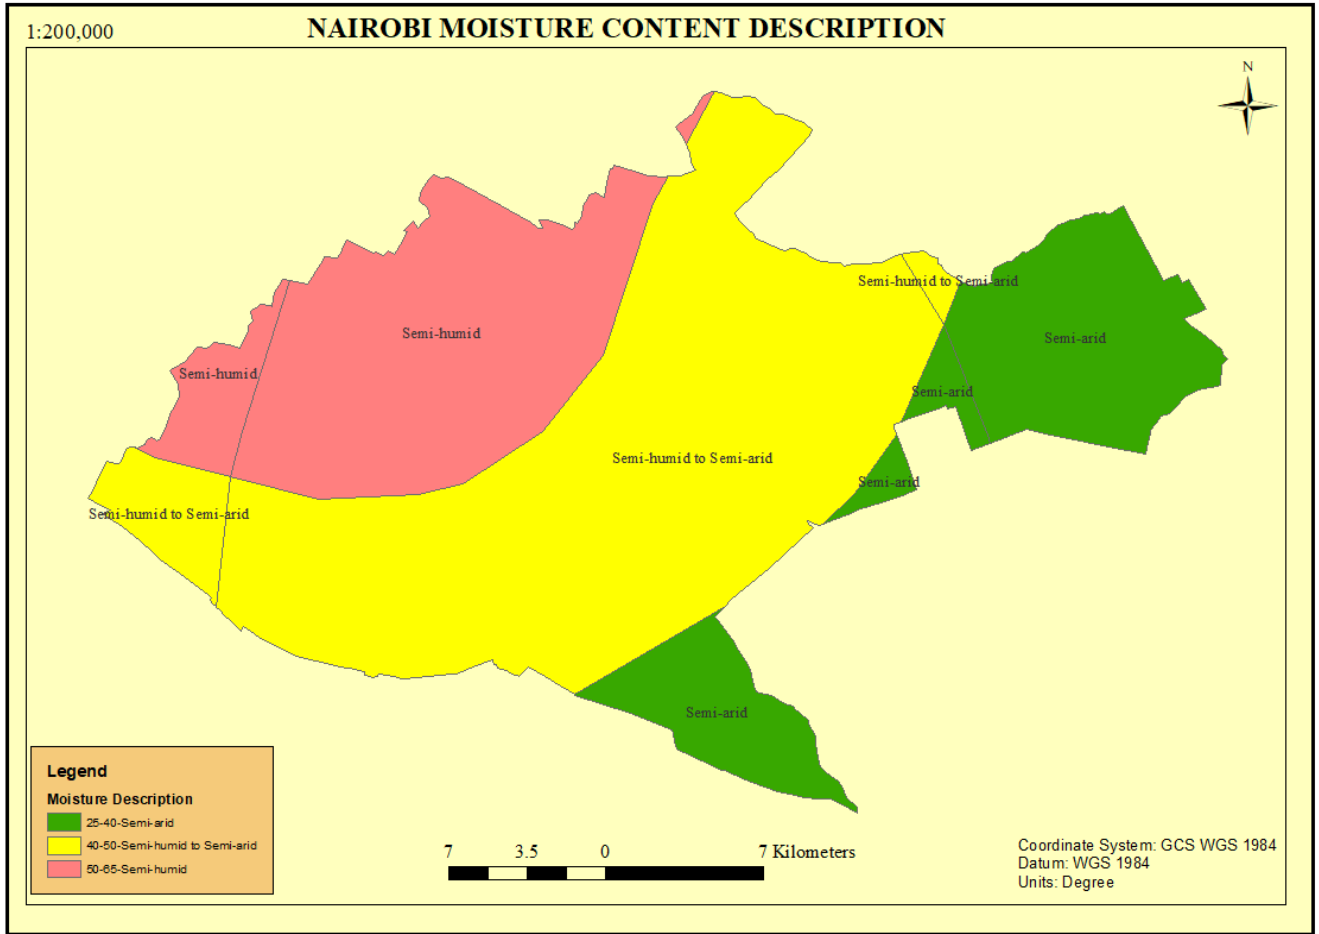 1:200,000
NAIROBI MOISTURE CONTENT DESCRIPTION
N
Semi-humid to Semi-arid
Semi-humid
Semi-arid
Semi-humid
Semi-arid
Semi-humid to Semi-arid
Semi-arid
Semi-humid to Semi-arid
Semi-arid
Legend
Moisture Description
25-40-Semi-arid
40-50-Semi-humid to Semi-arid
50-65-Semi-humid
7 3.5 0 7 Kilometers
Coordinate System: GCS WGS 1984
Datum: WGS 1984
Units: Degree